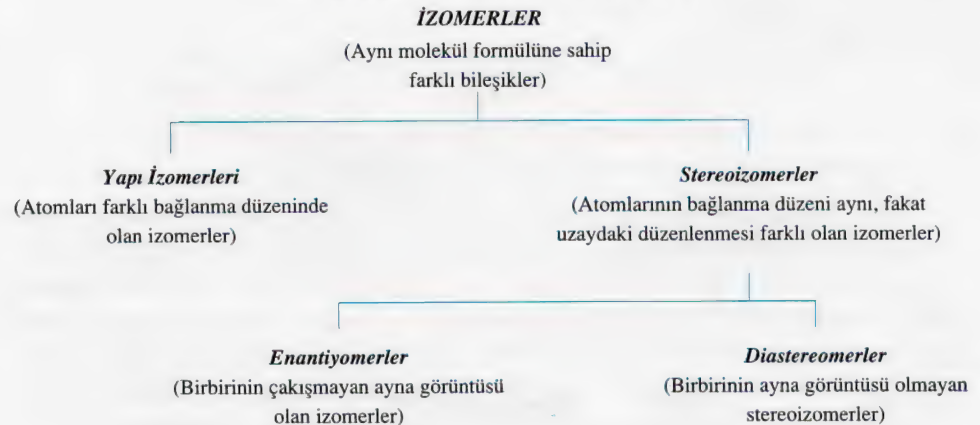 İZOMERLER
(Aynı molekül formülüne sahip
farklı bileşikler)
Yapı İzomerleri
(Atomları farklı bağlanma düzeninde
olan izomerler)
Stereoizomerler
(Atomlarının bağlanma düzeni aynı, fakat
uzaydaki düzenlenmesi farklı olan izomerler)
Enantiyomerler
(Birbirinin çakışmayan ayna görüntüsü
olan izomerler)
Diastereomerler
(Birbirinin ayna görüntüsü olmayan
stereoizomerler)